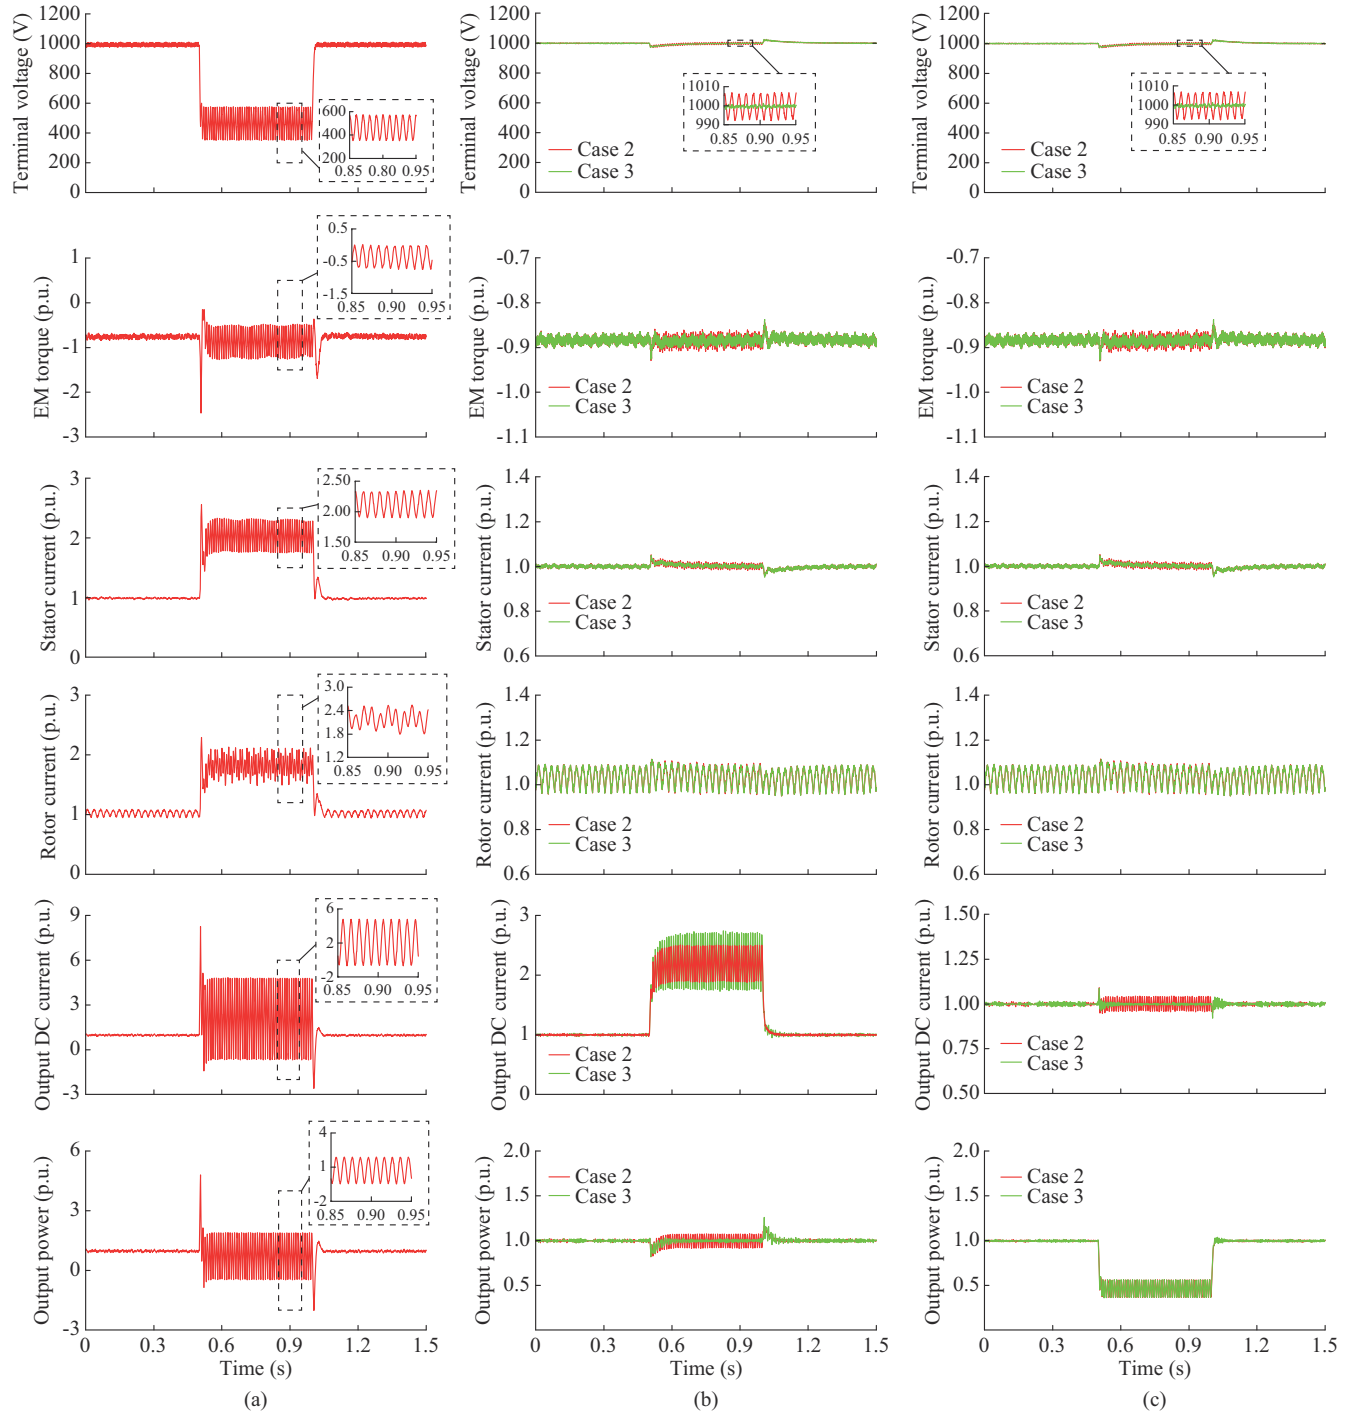 Terminal voltage (V)
1200
1000
800
600
400
200
0
600
400
200
0.85 0.80 0.95
Terminal voltage (V)
1200
1000
800
600
400
200
0
1010
1000
990
0.85 0.90 0.95
Case 2
Case 3
Terminal voltage (V)
1200
1000
800
600
400
200
0
1010
1000
990
0.85 0.90 0.95
Case 2
Case 3
EM torque (p.u.)
1
0
-1
-2
-3
0.5
-0.5
-1.5
0.85 0.90 0.95
0 0.3 0.6 0.9 1.5
EM torque (p.u.)
-0.7
-0.8
-0.9
-1.0
-1.1
Case 2
Case 3
EM torque (p.u.)
-0.7
-0.8
-0.9
-1.0
-1.1
Case 2
Case 3
Stator current (p.u.)
3
2
1
0
2.50
2.00
1.50
0.85 0.90 0.95
Stator current (p.u.)
1.4
1.2
1.0
0.8
0.6
Case 2
Case 3
Stator current (p.u.)
1.4
1.2
1.0
0.8
0.6
Case 2
Case 3
Rotor current (p.u.)
3
2
1
0
3.0
2.4
1.8
1.2
0.85 0.90 0.95
Rotor current (p.u.)
1.4
1.2
1.0
0.8
0.6
Case 2
Case 3
Rotor current (p.u.)
1.4
1.2
1.0
0.8
0.6
Case 2
Case 3
Output DC current (p.u.)
9
6
3
0
-3
6
2
-2
0.85 0.90 0.95
Output DC current (p.u.)
3
2
1
0
Case 2
Case 3
Output DC current (p.u.)
1.50
1.25
1.00
0.75
0.50
Case 2
Case 3
Output power (p.u.)
6
3
0
-3
4
1
-2
0.85 0.90 0.95
0 0.3 0.6 0.9 1.5
Time (s)
(a)
Output power (p.u.)
2.0
1.5
1.0
0.5
Case 2
Case 3
0 0.3 0.6 0.9 1.5
Time (s)
(b)
Output power (p.u.)
2.0
1.5
1.0
0.5
Case 2
Case 3
0 0.3 0.6 0.9 1.5
Time (s)
(c)